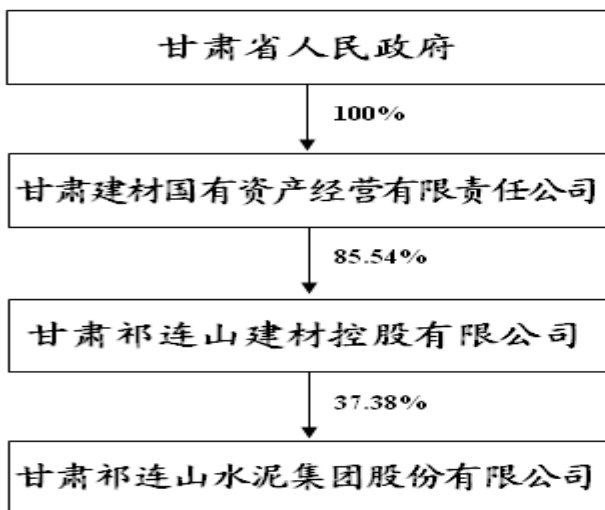 甘肃省人民政府
100%
甘肃建材国有资产经营有限责任公司
85.54%
甘肃祁连山建材控股有限公司
37.38%
甘肃祁连山水泥集团股份有限公司